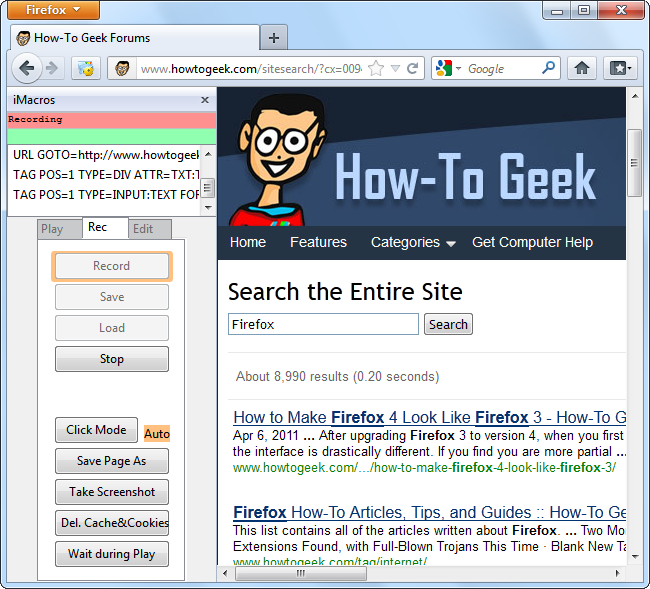 Firefox
How-To Geek Forums
www.howtogeek.com/sitesearch/?cx=009
Google
iMacros
Recording
URL GOTO=http://www.howtogeek
TAG POS=1 TYPE=DIV ATTR=TXT:
TAG POS=1 TYPE=INPUT:TEXT FOR
Play Rec Edit
Record
Save
Load
Stop
Click Mode Auto
Save Page As
Take Screenshot
Del. Cache&Cookies
Wait during Play
How-To Geek
Home Features Categories Get Computer Help
Search the Entire Site
Firefox Search
About 8,990 results (0.20 seconds)
How to Make Firefox 4 Look Like Firefox 3 - How-To G
Apr 6, 2011 ... After upgrading Firefox 3 to version 4, when you first
the interface is drastically different. If you find you are more partial ...
www.howtogeek.com/.../how-to-make-firefox-4-look-like-firefox-3/
Firefox How-To Articles, Tips, and Guides :: How-To Ge
This list contains all of the articles written about Firefox. ... Two Mo
Extensions Found, with Full-Blown Trojans This Time · Blank New Ta
www.howtogeek.com/tag/internet/